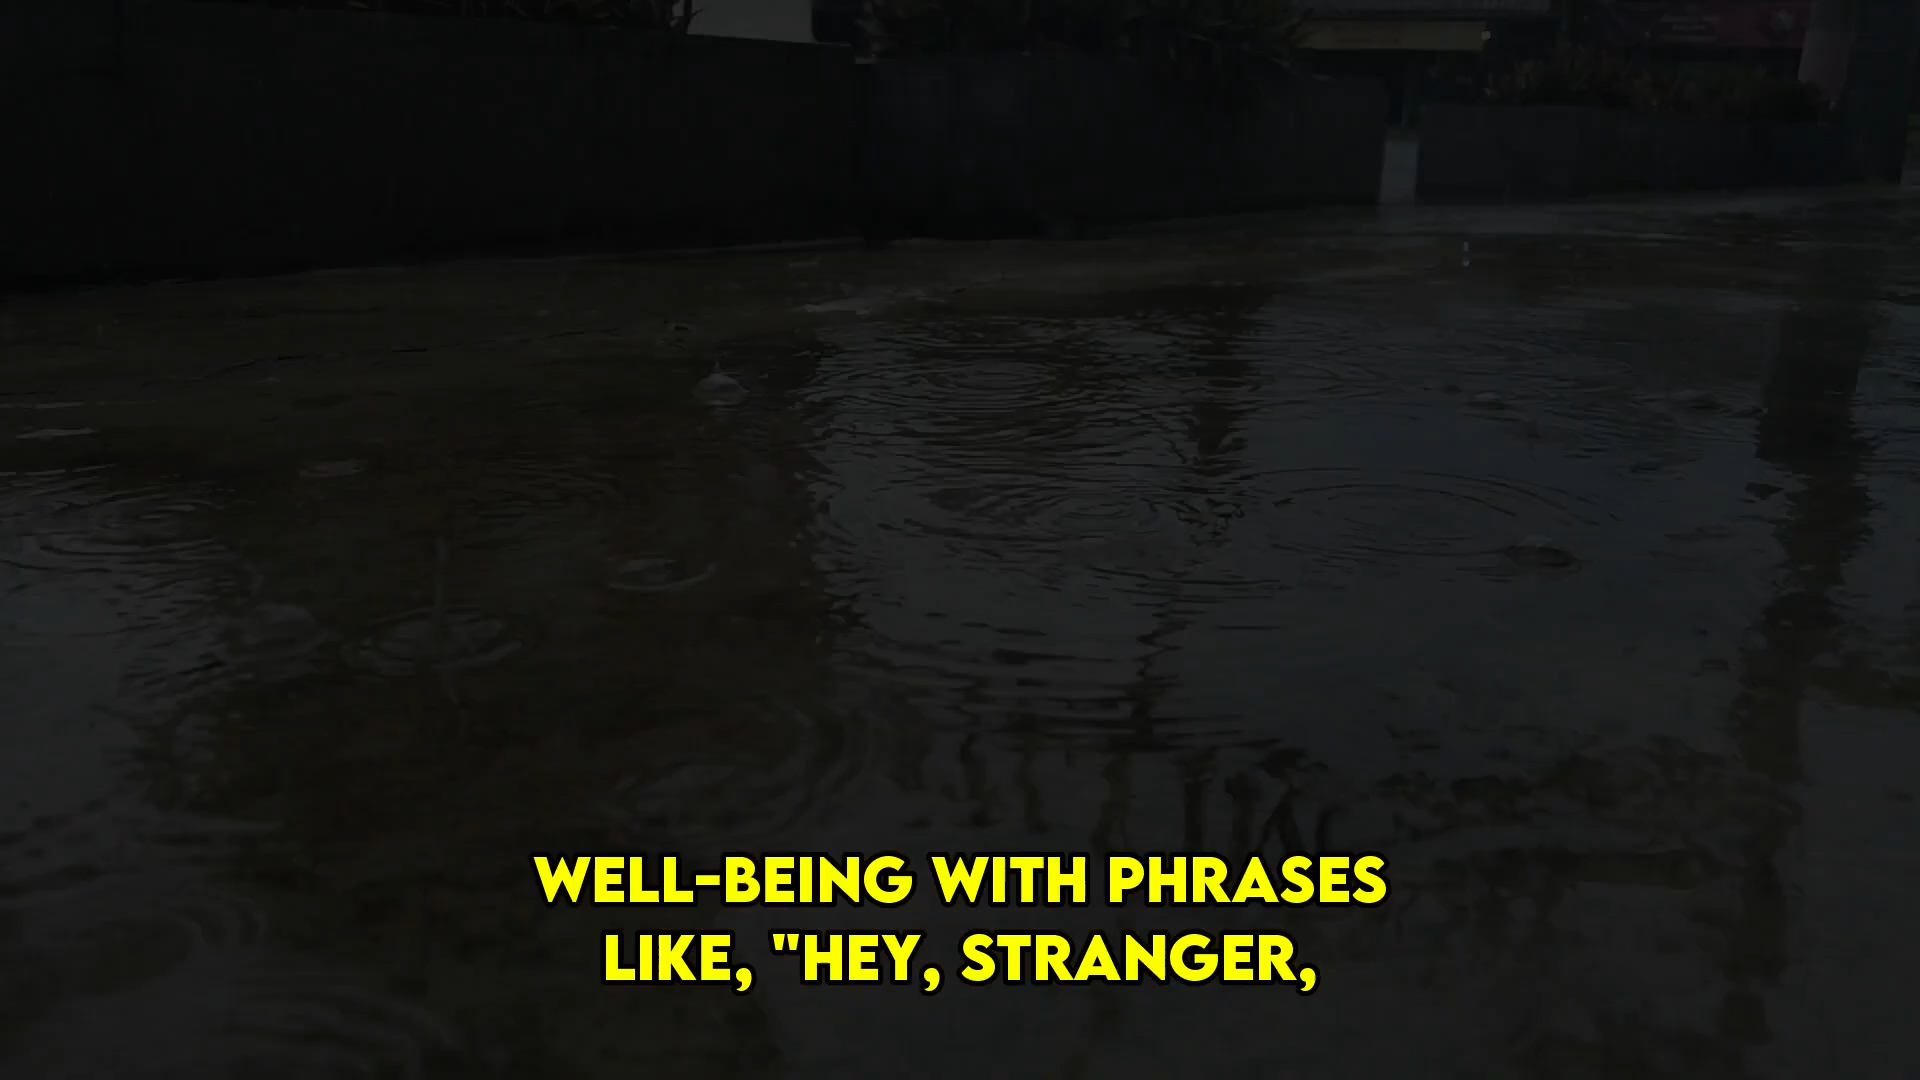 WELL-BEING WITH PHRASES
LIKE, "HEY, STRANGER,